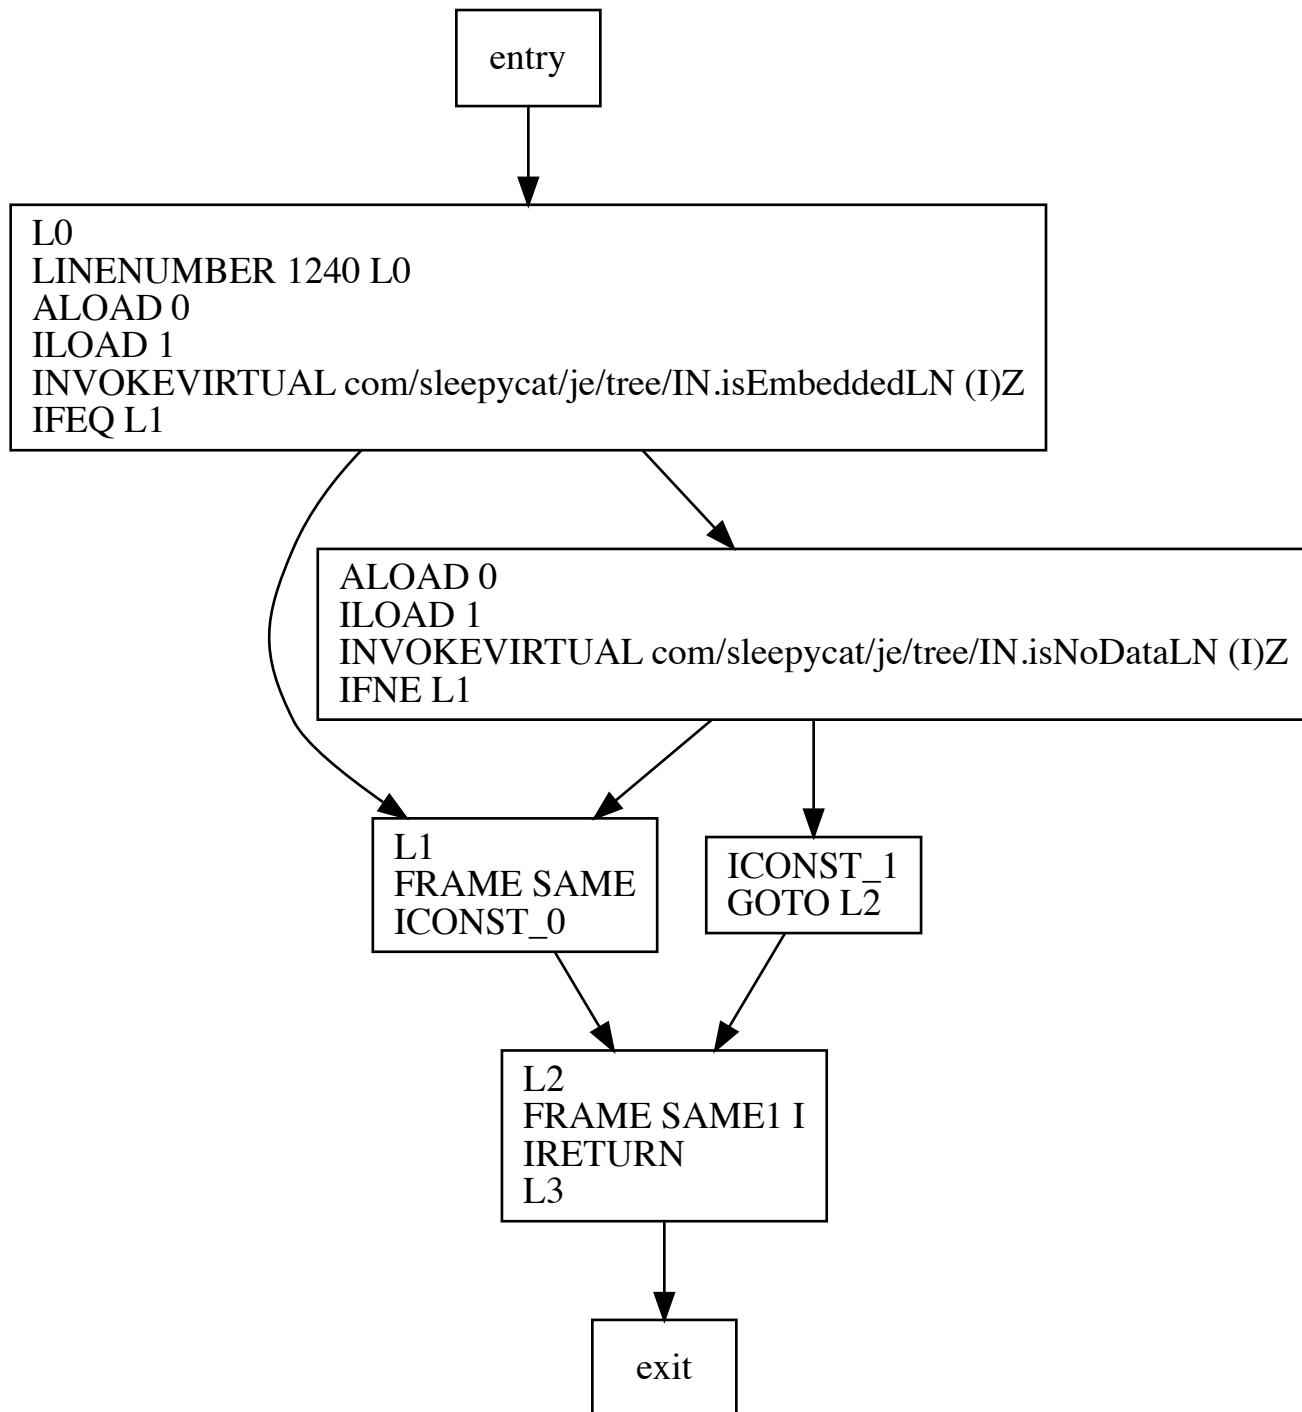 entry
L0
LINENUMBER 1240 L0
ALOAD 0
ILOAD 1
INVOKEVIRTUAL com/sleepycat/je/tree/IN.isEmbeddedLN (I)Z
IFEQ L1
ALOAD 0
ILOAD 1
INVOKEVIRTUAL com/sleepycat/je/tree/IN.isNoDataLN (I)Z
IFNE L1
L1
FRAME SAME
ICONST_0
ICONST_1
GOTO L2
L2
FRAME SAME1 I
IRETURN
L3
exit